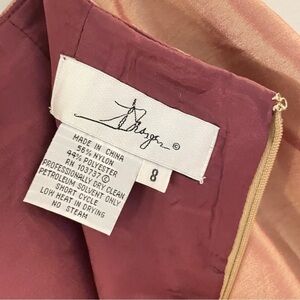 ©
MADE IN CHINA
56% NYLON
44% POLYESTER
RN 103737 ©
PROFESSIONALLY DRY CLEAN
PETROLEUM SOLVENT ONLY
SHORT CYCLE
LOW HEAT IN DRYING
NO STEAM
8